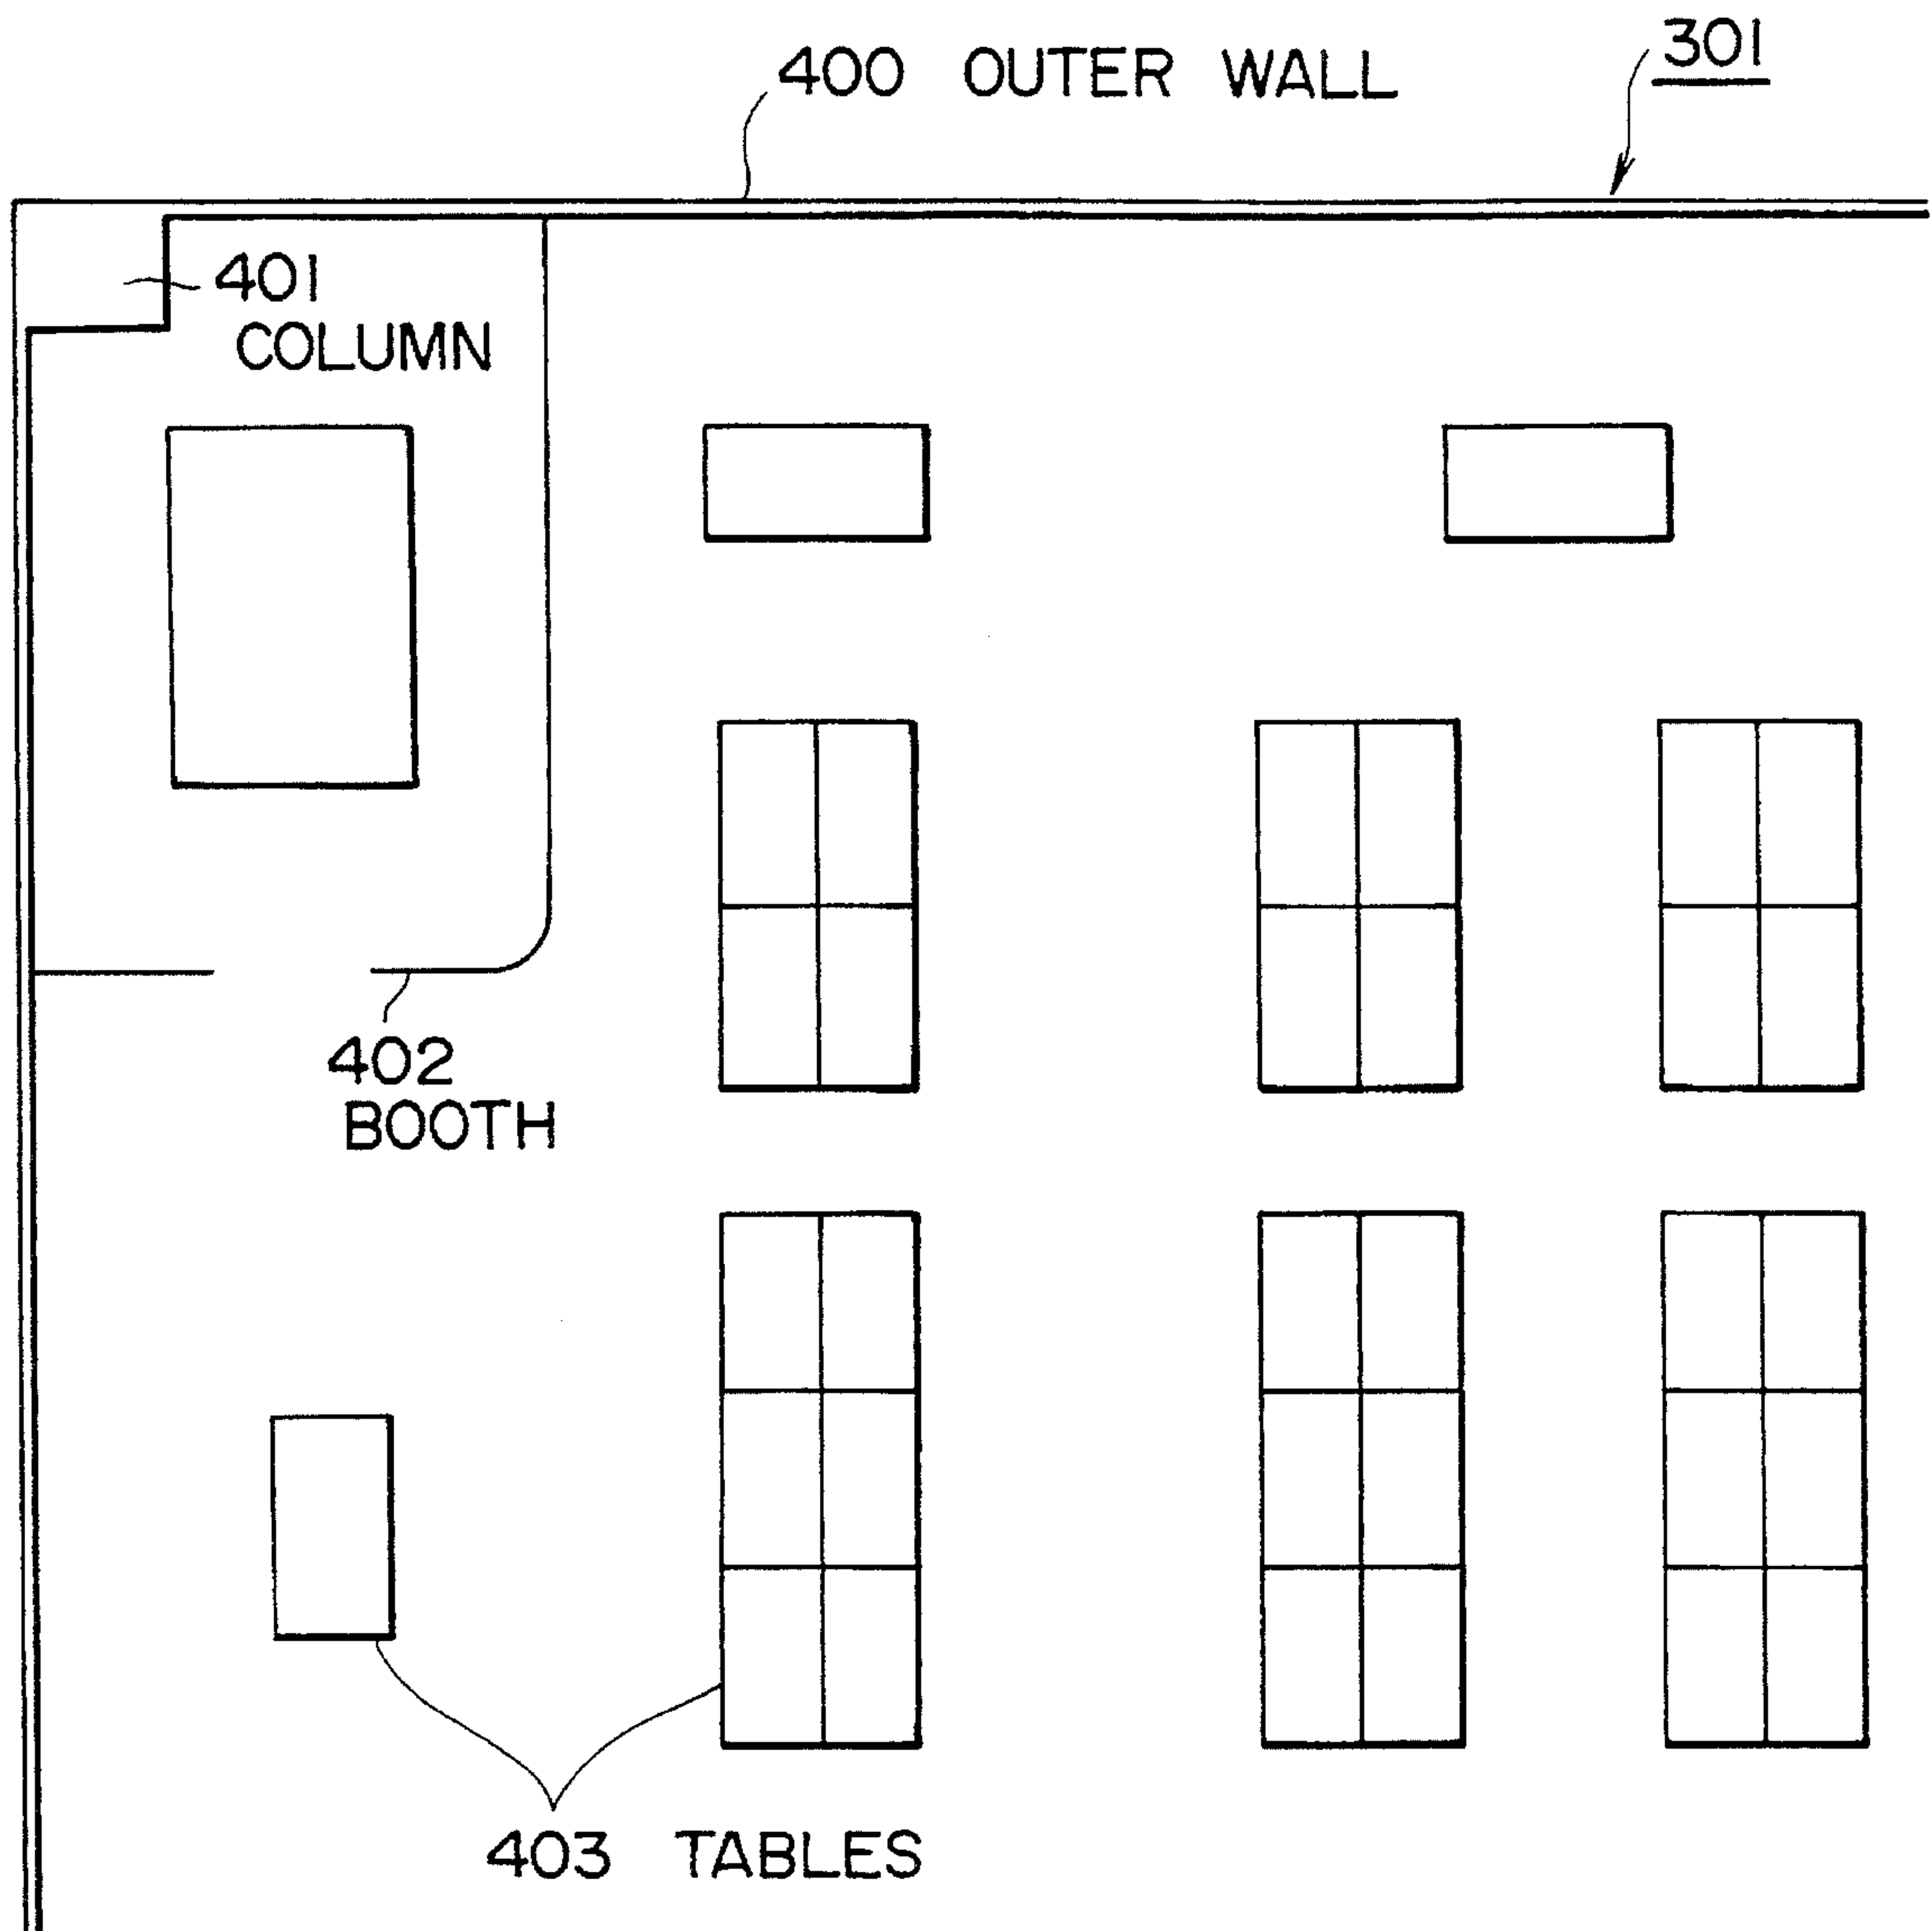 400 OUTER WALL
301
401
COLUMN
402
BOOTH
403 TABLES